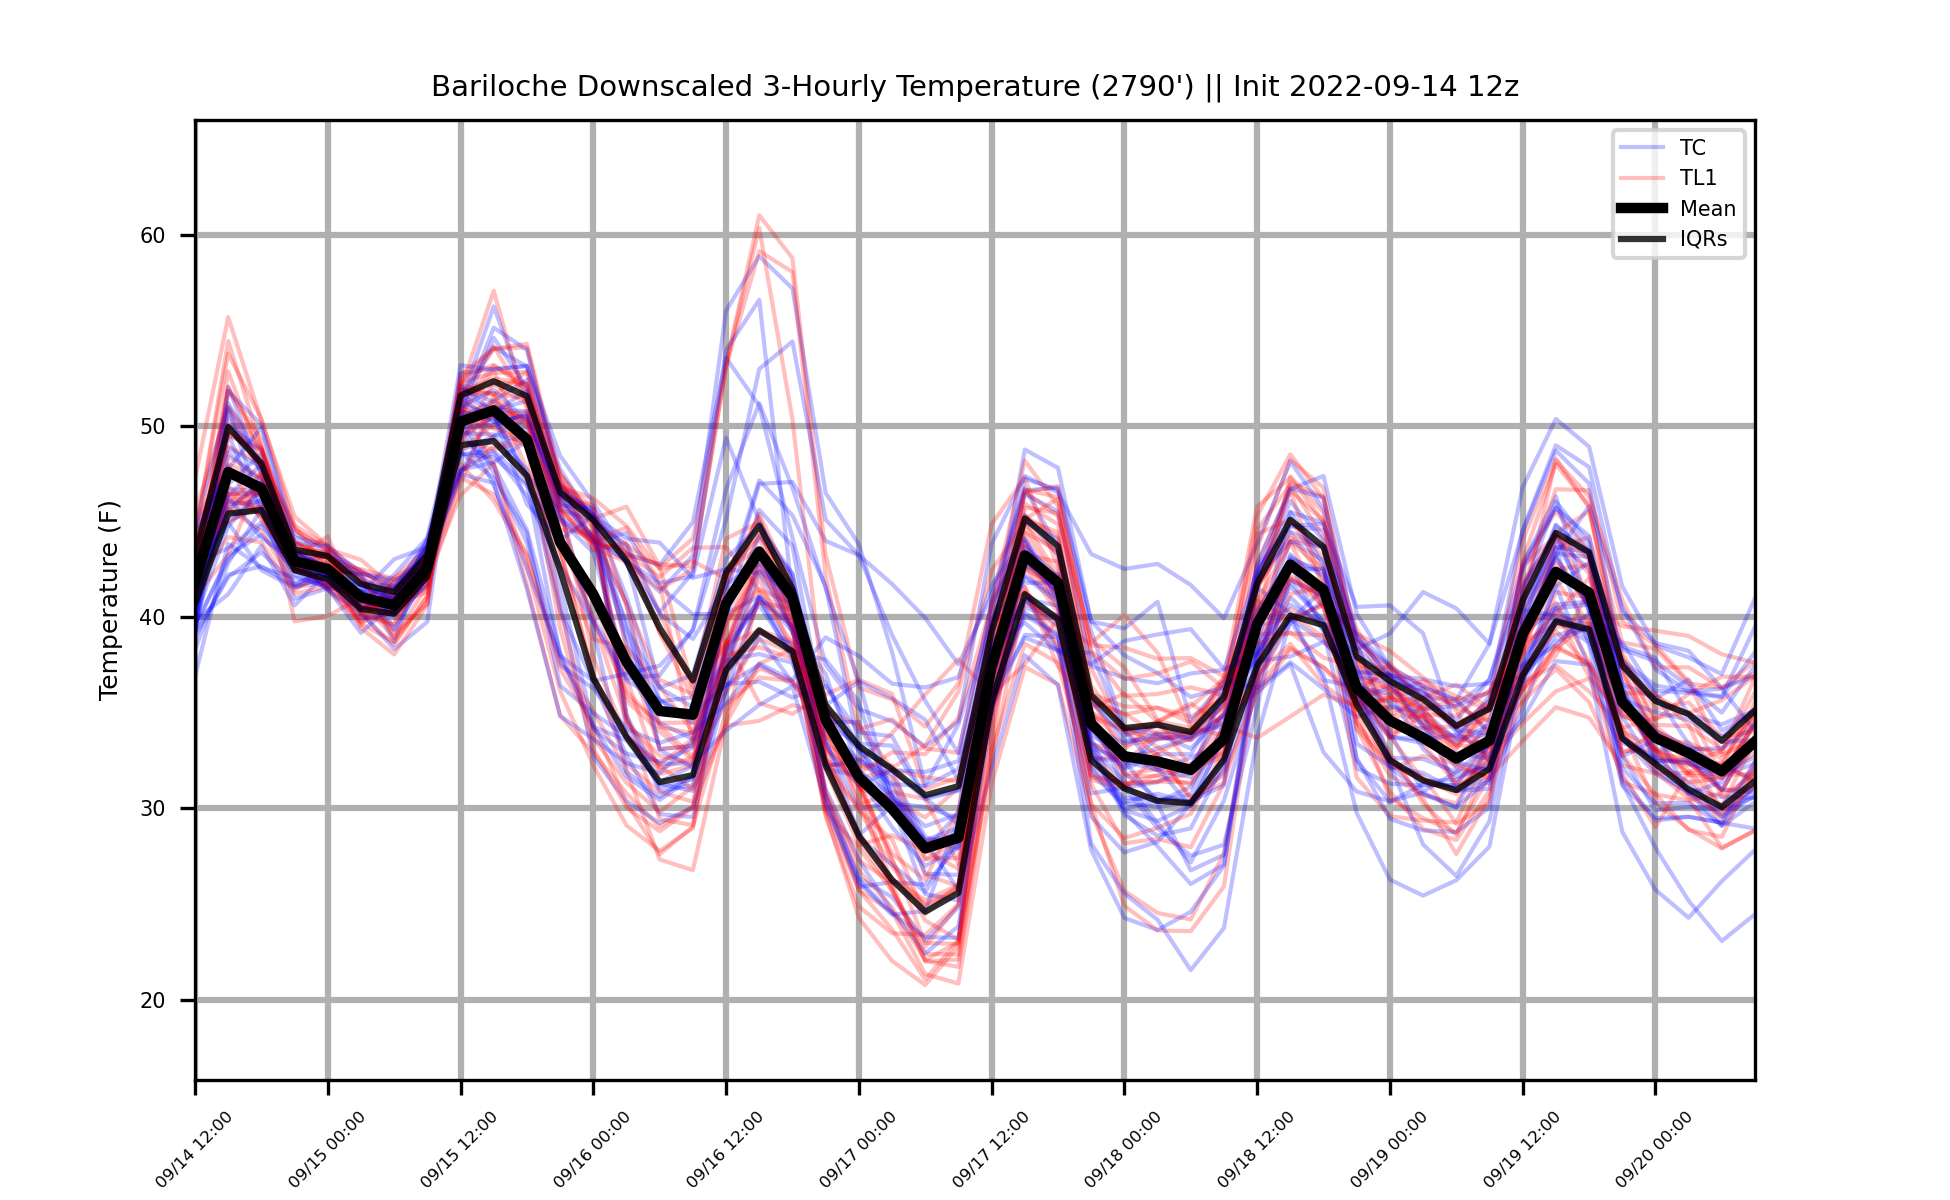 Bariloche Downscaled 3-Hourly Temperature (2790') || Init 2022-09-14 12z
TC
TL1
Mean
IQRs
Temperature (F)
60
50
40
30
20
09/14 12:00
09/15 00:00
09/15 12:00
09/16 00:00
09/16 12:00
09/17 00:00
09/17 12:00
09/18 00:00
09/18 12:00
09/19 00:00
09/19 12:00
09/20 00:00